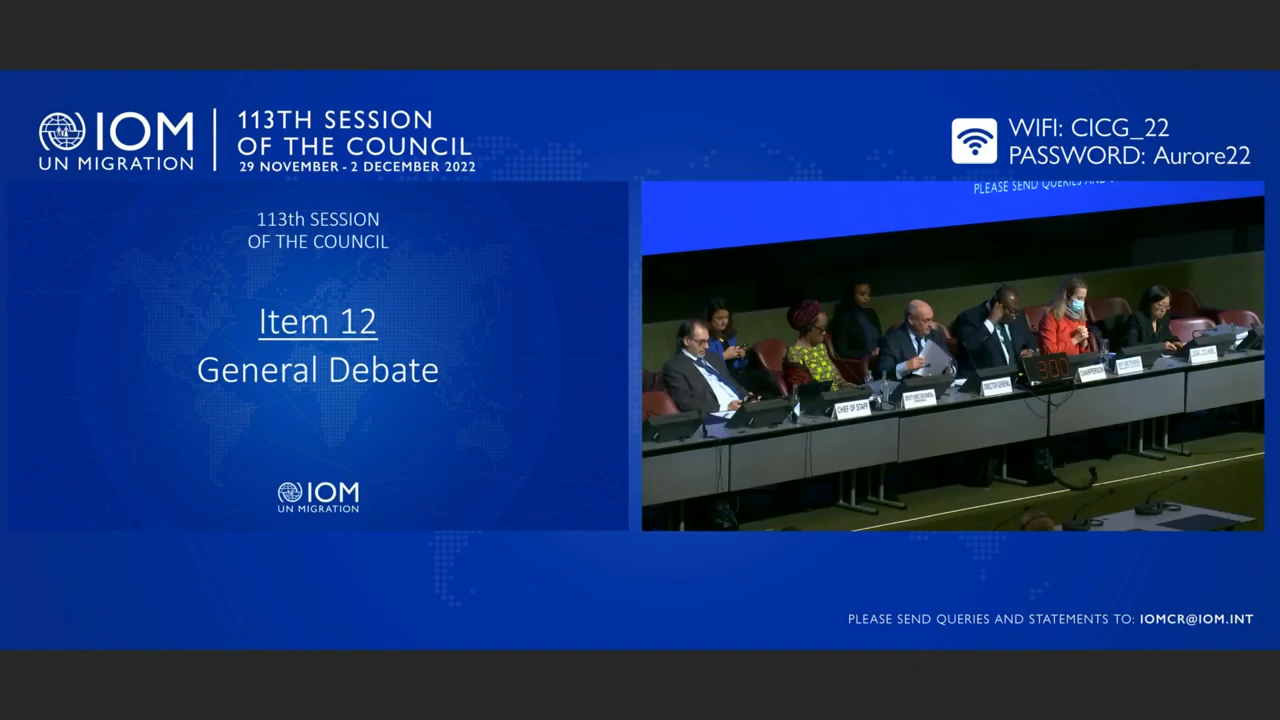 IOM
UN MIGRATION
113TH SESSION
OF THE COUNCIL
29 NOVEMBER - 2 DECEMBER 2022
WIFI: CICG_22
PASSWORD: Aurore22
113th SESSION
OF THE COUNCIL
Item 12
General Debate
IOM
UN MIGRATION
PLEASE SEND QUERIES AND
CHIEF OF STAFF
DIRECTOR GENERAL
CHAIRPERSON
LEGAL COUNSEL
3:00
PLEASE SEND QUERIES AND STATEMENTS TO: IOMCR@IOM.INT